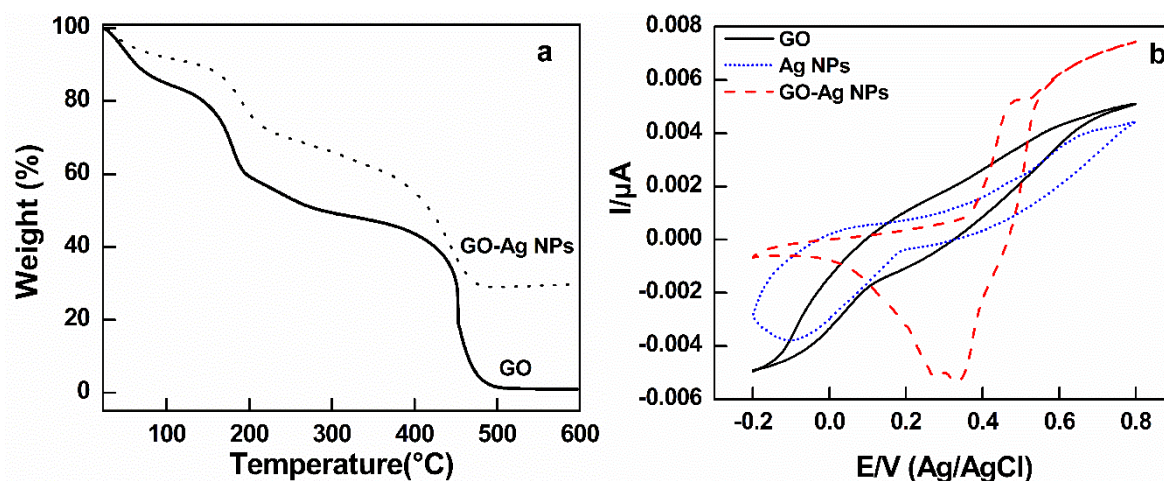 100
80
60
40
20
0
Weight (%)
100
200
300
400
500
600
Temperature(°C)
a
GO-Ag NPs
GO
0.008
0.006
0.004
0.002
0.000
-0.002
-0.004
-0.006
I/μA
-0.2
0.0
0.2
0.4
0.6
0.8
E/V (Ag/AgCl)
GO
Ag NPs
GO-Ag NPs
b